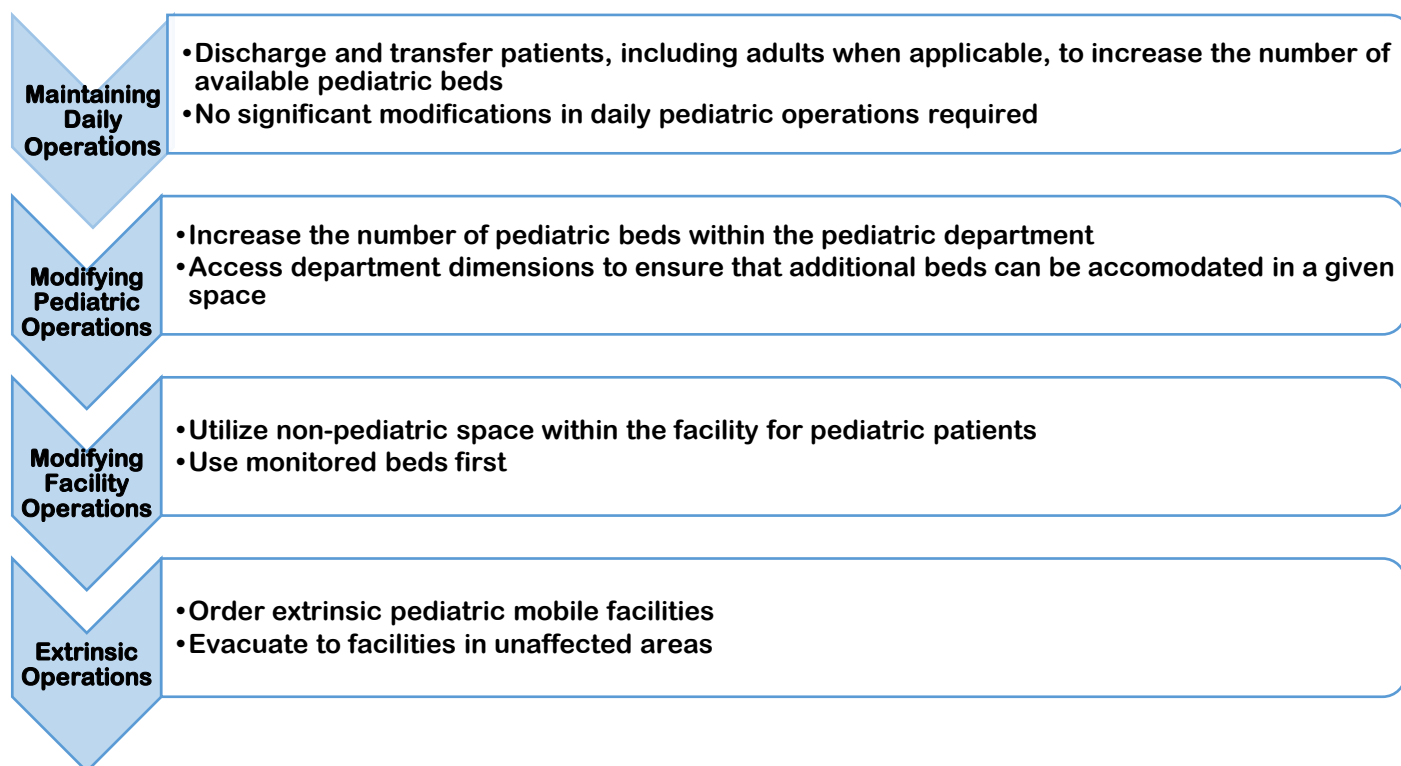 Maintaining
Daily
Operations
•Discharge and transfer patients, including adults when applicable, to increase the number of
available pediatric beds
•No significant modifications in daily pediatric operations required
Modifying
Pediatric
Operations
•Increase the number of pediatric beds within the pediatric department
•Access department dimensions to ensure that additional beds can be accomodated in a given
space
Modifying
Facility
Operations
•Utilize non-pediatric space within the facility for pediatric patients
•Use monitored beds first
Extrinsic
Operations
•Order extrinsic pediatric mobile facilities
•Evacuate to facilities in unaffected areas